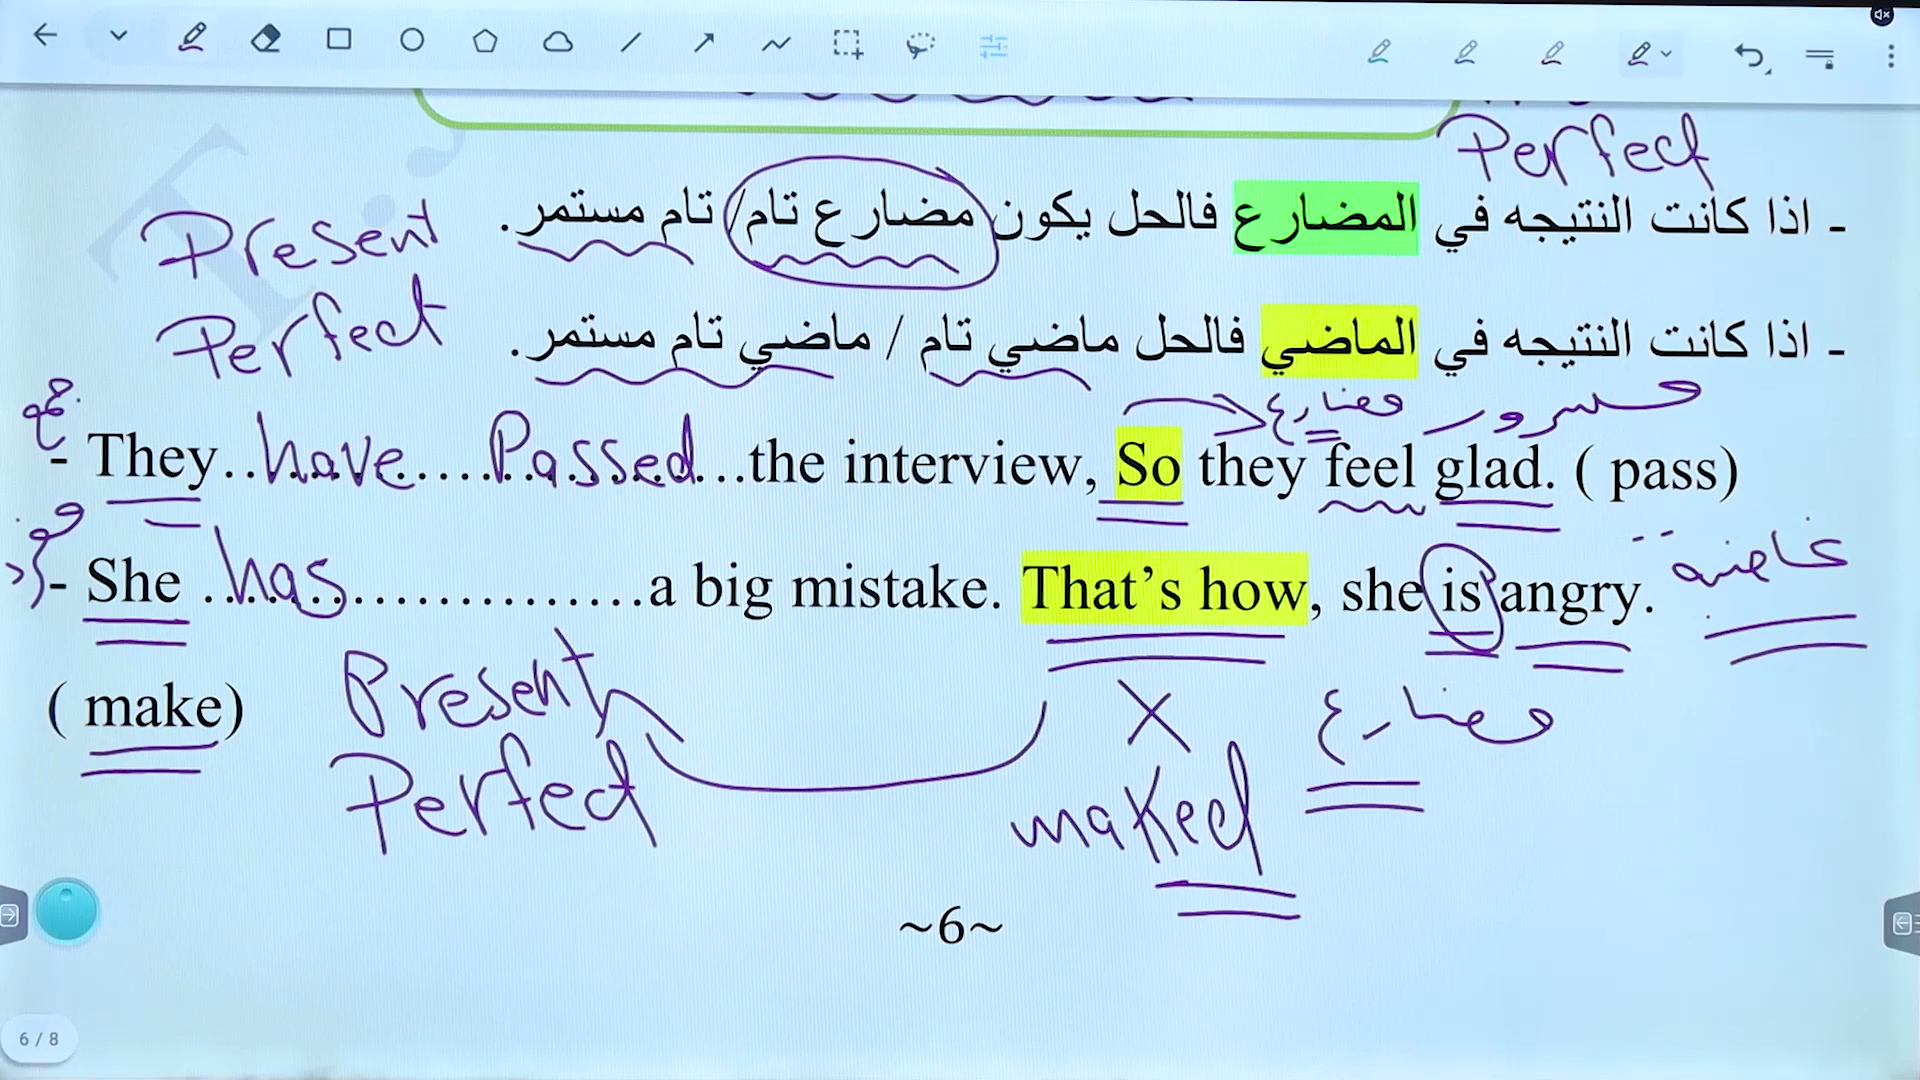 Perfect
- اذا كانت النتيجه في المضارع فالحل يكون مضارع تام/ تام مستمر.
Present
Perfect
- اذا كانت النتيجه في الماضي فالحل ماضي تام / ماضي تام مستمر.
مضارع مسرور
- They..have.....Passed...the interview, So they feel glad. ( pass)
- She ..has................a big mistake. That's how, she is angry. غاضبة
( make)
Present
Perfect
X
maked
مضارع
~6~
6 / 8